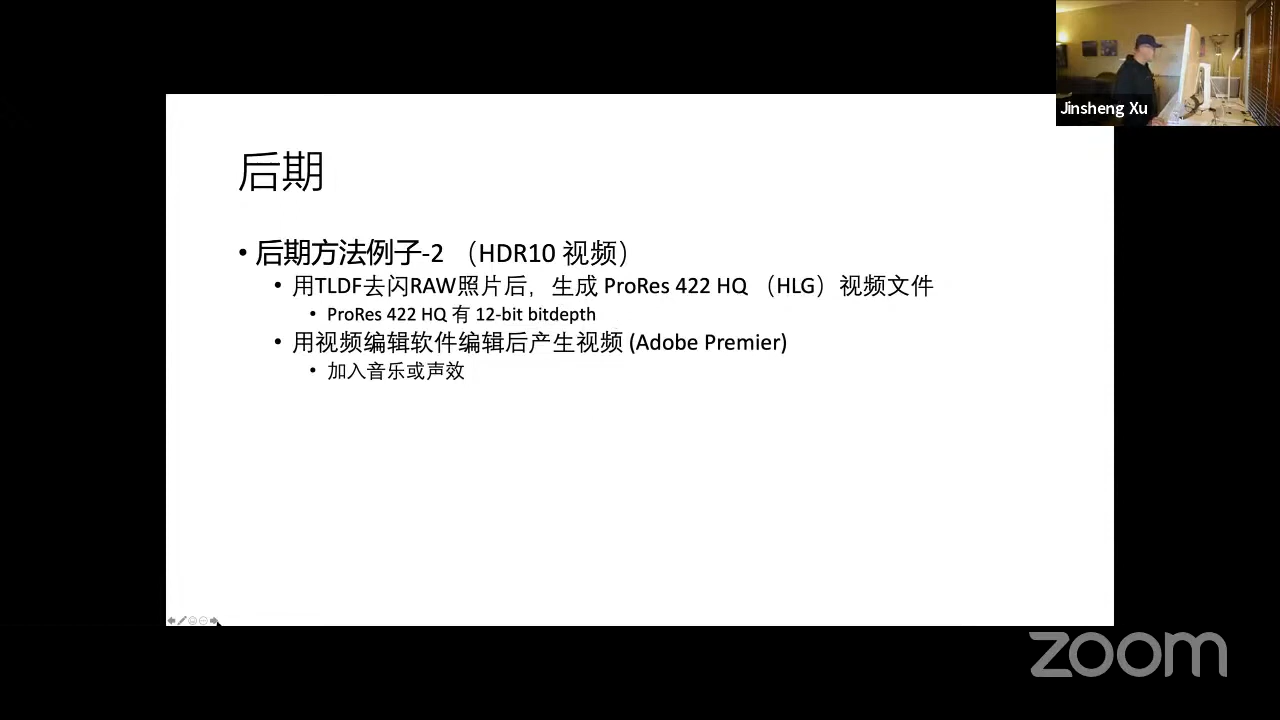 Jinsheng Xu
后期
• 后期方法例子-2 （HDR10 视频）
• 用TLDF去闪RAW照片后，生成 ProRes 422 HQ （HLG）视频文件
• ProRes 422 HQ 有 12-bit bitdepth
• 用视频编辑软件编辑后产生视频 (Adobe Premier)
• 加入音乐或声效
zoom